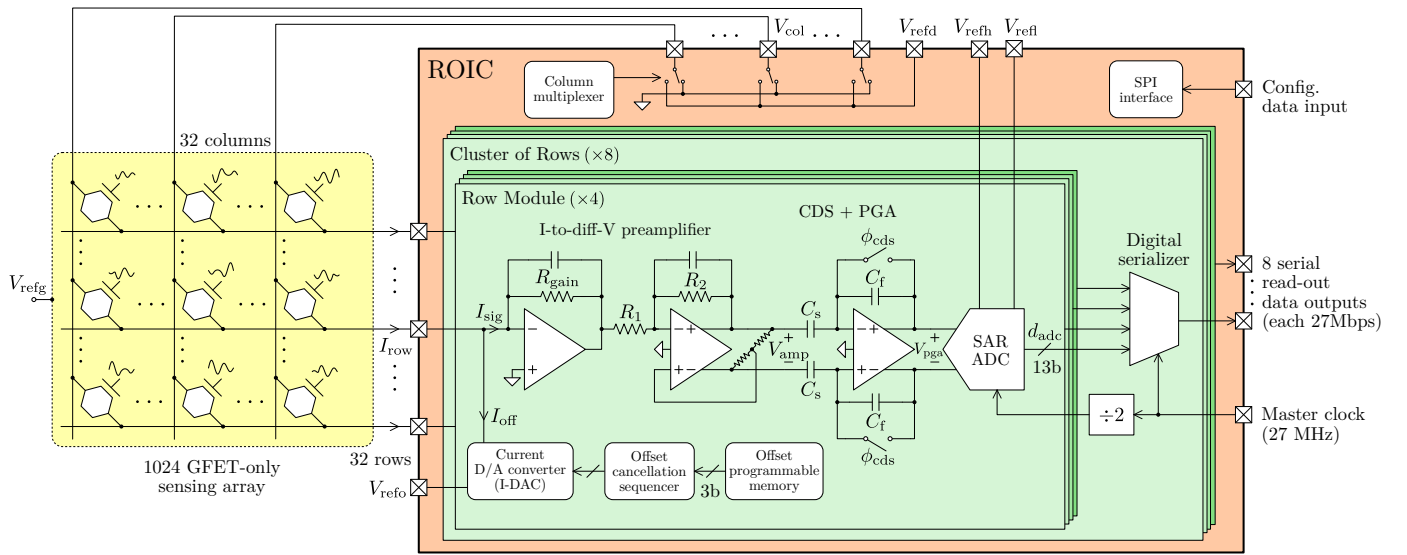 V_col
V_refd
V_refh
V_refl
ROIC
Column
multiplexer
SPI
interface
Config.
data input
32 columns
Cluster of Rows (×8)
Row Module (×4)
CDS + PGA
I-to-diff-V preamplifier
ϕ_cds
Digital
serializer
V_refg
R_gain
R_2
C_f
8 serial
read-out
data outputs
(each 27Mbps)
I_row
I_sig
R_1
C_s
V_amp
V_pga
SAR
ADC
d_adc
13b
− +
− + + −
− + + −
+ −
+ −
C_s
C_f
ϕ_cds
÷2
Master clock
(27 MHz)
I_off
32 rows
1024 GFET-only
sensing array
V_refo
Current
D/A converter
(I-DAC)
Offset
cancellation
sequencer
3b
Offset
programmable
memory